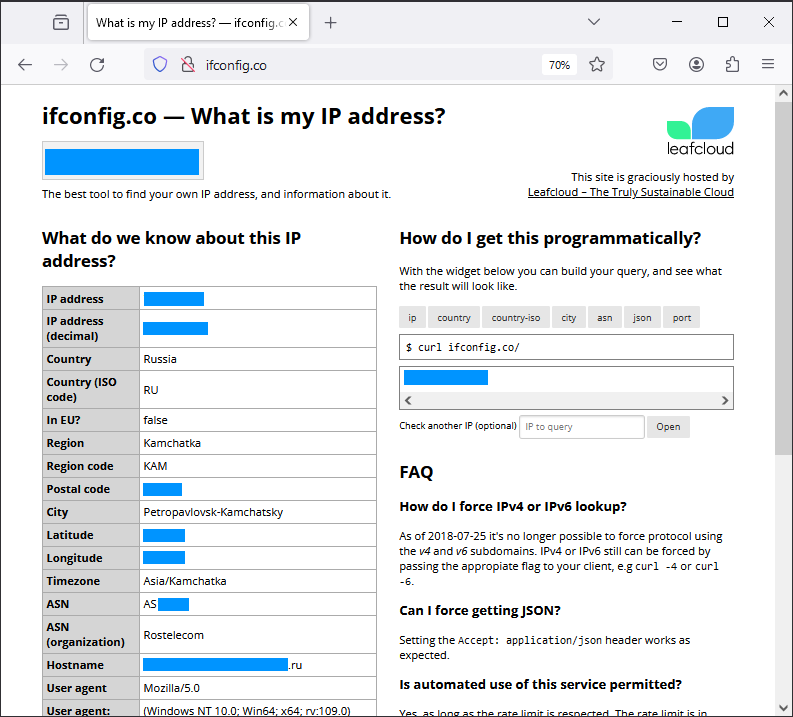 What is my IP address? — ifconfig.c
ifconfig.co
70%
ifconfig.co — What is my IP address?
The best tool to find your own IP address, and information about it.
leafcloud
This site is graciously hosted by
Leafcloud – The Truly Sustainable Cloud
What do we know about this IP
address?
IP address
IP address
(decimal)
Country Russia
Country (ISO
code) RU
In EU? false
Region Kamchatka
Region code KAM
Postal code
City Petropavlovsk-Kamchatsky
Latitude
Longitude
Timezone Asia/Kamchatka
ASN AS
ASN
(organization) Rostelecom
Hostname .ru
User agent Mozilla/5.0
User agent: (Windows NT 10.0; Win64; x64; rv:109.0)
How do I get this programmatically?
With the widget below you can build your query, and see what
the result will look like.
ip country country-iso city asn json port
$ curl ifconfig.co/
Check another IP (optional) IP to query Open
FAQ
How do I force IPv4 or IPv6 lookup?
As of 2018-07-25 it's no longer possible to force protocol using
the v4 and v6 subdomains. IPv4 or IPv6 still can be forced by
passing the appropiate flag to your client, e.g curl -4 or curl
-6.
Can I force getting JSON?
Setting the Accept: application/json header works as
expected.
Is automated use of this service permitted?
Yes, as long as the rate limit is respected. The rate limit is in